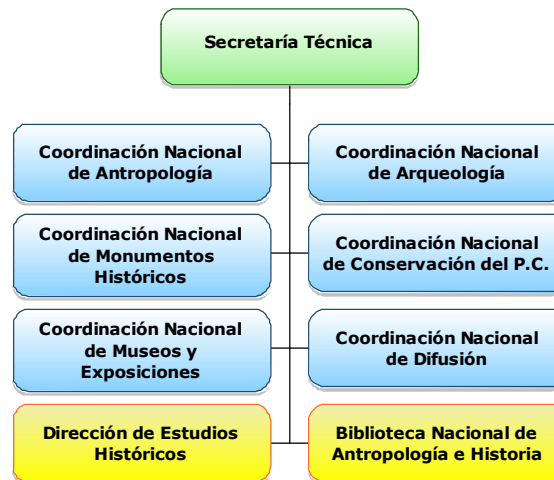 Secretaría Técnica
Coordinación Nacional
de Antropología
Coordinación Nacional
de Arqueología
Coordinación Nacional
de Monumentos
Históricos
Coordinación Nacional
de Conservación del P.C.
Coordinación Nacional
de Museos y
Exposiciones
Coordinación Nacional
de Difusión
Dirección de Estudios
Históricos
Biblioteca Nacional de
Antropología e Historia